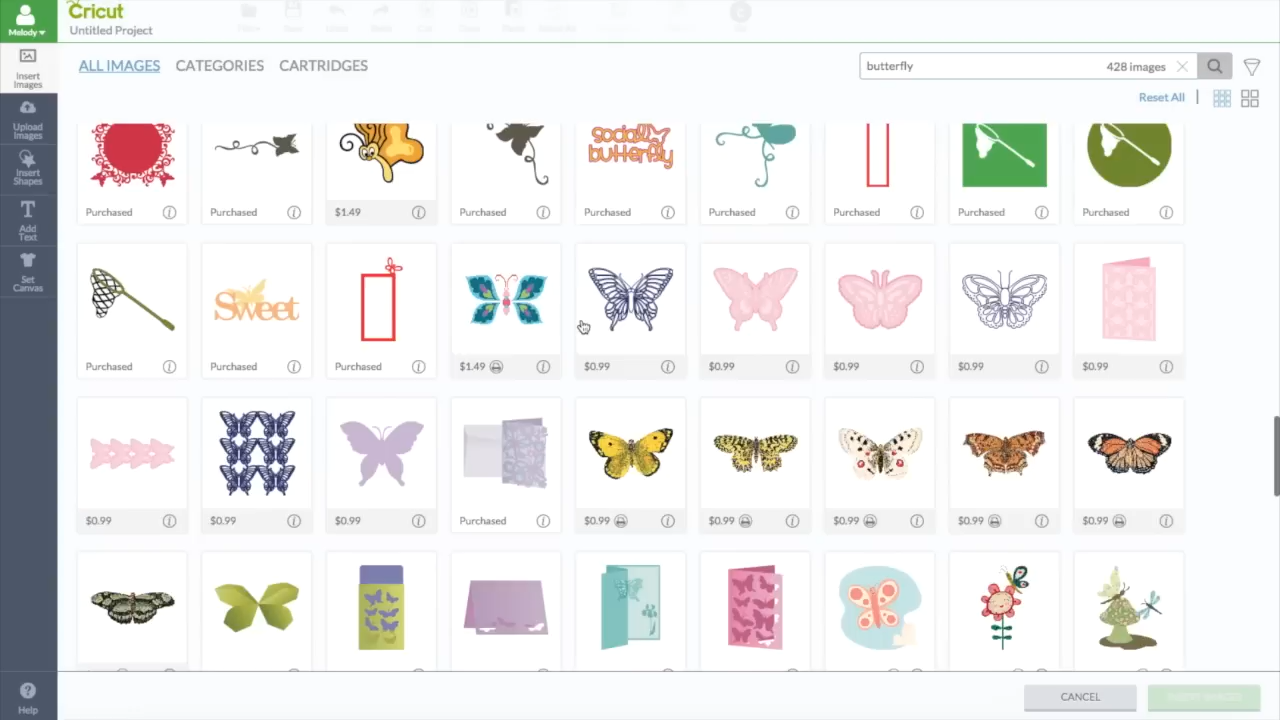 Cricut
Melody
Untitled Project
Insert
Images
Upload
Images
Insert
Shapes
Add
Text
Set
Canvas
Help
ALL IMAGES CATEGORIES CARTRIDGES
butterfly 428 images
Reset All
social
butterfly
Purchased Purchased $1.49 Purchased Purchased Purchased Purchased Purchased Purchased
Sweet
Purchased Purchased Purchased $1.49 $0.99 $0.99 $0.99 $0.99 $0.99
$0.99 $0.99 $0.99 Purchased $0.99 $0.99 $0.99 $0.99 $0.99
CANCEL